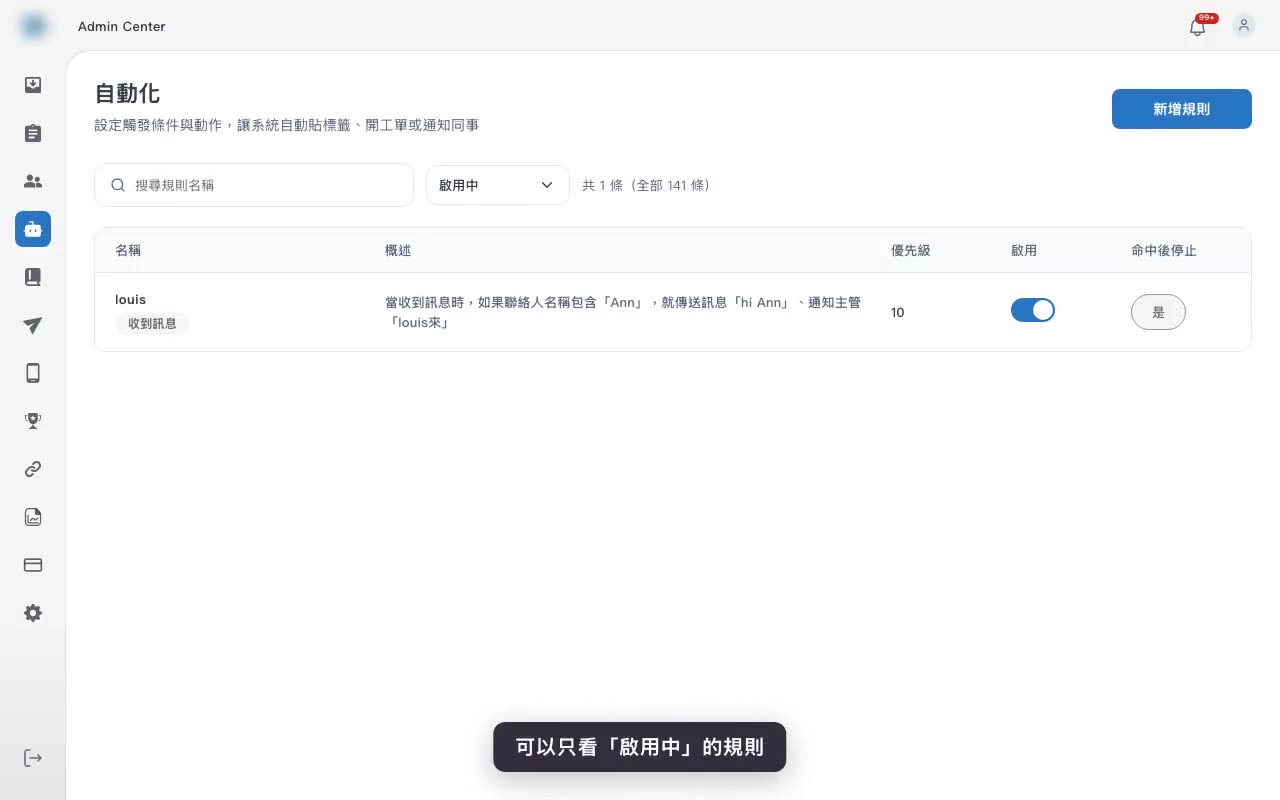 Admin Center
99+
自動化
設定觸發條件與動作，讓系統自動貼標籤、開工單或通知同事
新增規則
搜尋規則名稱
啟用中
共 1 條（全部 141 條）
名稱
概述
優先級
啟用
命中後停止
louis
收到訊息
當收到訊息時，如果聯絡人名稱包含「Ann」，就傳送訊息「hi Ann」、通知主管
「louis來」
10
是
可以只看「啟用中」的規則